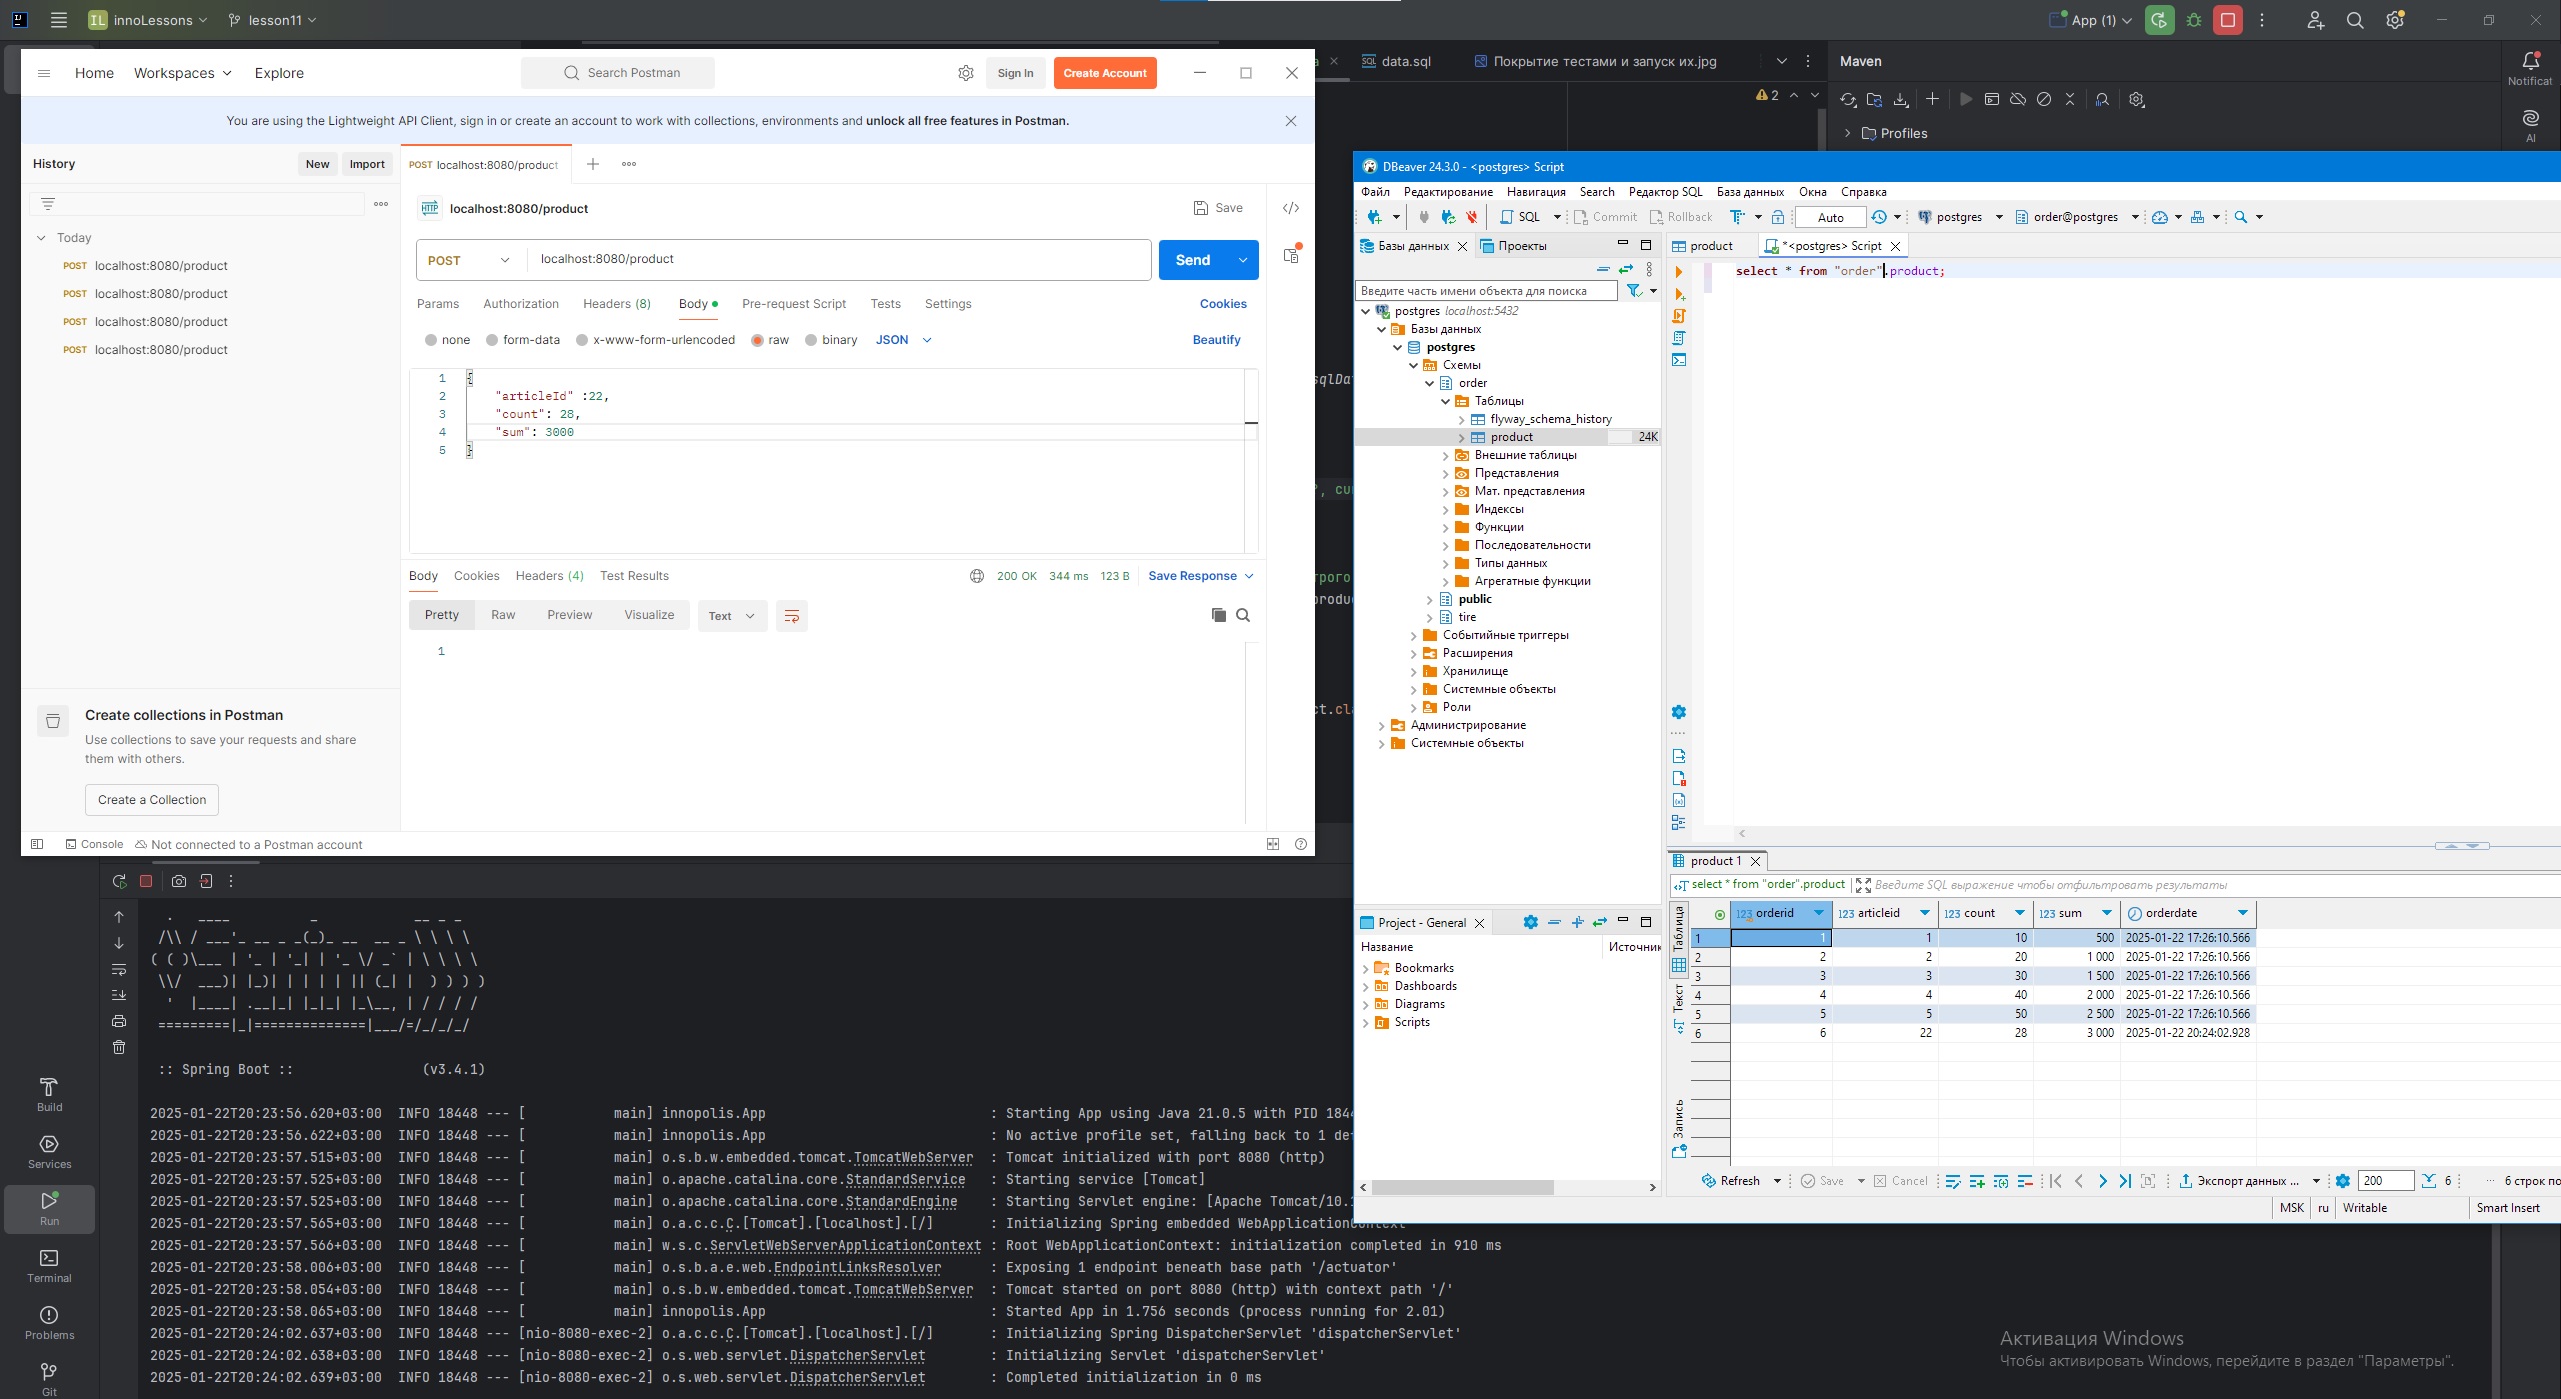 IL innoLessons lesson11 App (1)
data.sql Покрытие тестами и запуск их.jpg Maven Notificat
2 AI
Profiles
Home Workspaces Explore Search Postman Sign In Create Account
You are using the Lightweight API Client, sign in or create an account to work with collections, environments and unlock all free features in Postman.
History New Import
POST localhost:8080/product
Today
POST localhost:8080/product
POST localhost:8080/product
POST localhost:8080/product
POST localhost:8080/product
HTTP localhost:8080/product Save
POST localhost:8080/product Send
Params Authorization Headers (8) Body Pre-request Script Tests Settings Cookies
none form-data x-www-form-urlencoded raw binary JSON Beautify
1 {
2 "articleId" :22,
3 "count": 28,
4 "sum": 3000
5 }
Body Cookies Headers (4) Test Results 200 OK 344 ms 123 B Save Response
Pretty Raw Preview Visualize Text
1
Create collections in Postman
Use collections to save your requests and share
them with others.
Create a Collection
Console Not connected to a Postman account
DBeaver 24.3.0 - <postgres> Script
Файл Редактирование Навигация Search Редактор SQL База данных Окна Справка
SQL Commit Rollback Auto postgres order@postgres
Базы данных Проекты
Введите часть имени объекта для поиска
postgres localhost:5432
Базы данных
postgres
Схемы
order
Таблицы
flyway_schema_history
product 24K
Внешние таблицы
Представления
Мат. представления
Индексы
Функции
Последовательности
Типы данных
Агрегатные функции
public
tire
Событийные триггеры
Расширения
Хранилище
Системные объекты
Роли
Администрирование
Системные объекты
product *<postgres> Script
select * from "order".product;
Project - General
Название Источник
Bookmarks
Dashboards
Diagrams
Scripts
product 1
select * from "order".product Введите SQL выражение чтобы отфильтровать результаты
Таблица
Текст
Запись
123 orderid 123 articleid 123 count 123 sum orderdate
1 1 1 10 500 2025-01-22 17:26:10.566
2 2 2 20 1 000 2025-01-22 17:26:10.566
3 3 3 30 1 500 2025-01-22 17:26:10.566
4 4 4 40 2 000 2025-01-22 17:26:10.566
5 5 5 50 2 500 2025-01-22 17:26:10.566
6 6 22 28 3 000 2025-01-22 20:24:02.928
Refresh Save Cancel Экспорт данных ... 200 6 ... 6 строк по
MSK ru Writable Smart Insert
:: Spring Boot :: (v3.4.1)
2025-01-22T20:23:56.620+03:00 INFO 18448 --- [ main] innopolis.App : Starting App using Java 21.0.5 with PID 1844
2025-01-22T20:23:56.622+03:00 INFO 18448 --- [ main] innopolis.App : No active profile set, falling back to 1 de
2025-01-22T20:23:57.515+03:00 INFO 18448 --- [ main] o.s.b.w.embedded.tomcat.TomcatWebServer : Tomcat initialized with port 8080 (http)
2025-01-22T20:23:57.525+03:00 INFO 18448 --- [ main] o.apache.catalina.core.StandardService : Starting service [Tomcat]
2025-01-22T20:23:57.525+03:00 INFO 18448 --- [ main] o.apache.catalina.core.StandardEngine : Starting Servlet engine: [Apache Tomcat/10.
2025-01-22T20:23:57.565+03:00 INFO 18448 --- [ main] o.a.c.c.C.[Tomcat].[localhost].[/] : Initializing Spring embedded WebApplicationContext
2025-01-22T20:23:57.566+03:00 INFO 18448 --- [ main] w.s.c.ServletWebServerApplicationContext : Root WebApplicationContext: initialization completed in 910 ms
2025-01-22T20:23:58.006+03:00 INFO 18448 --- [ main] o.s.b.a.e.web.EndpointLinksResolver : Exposing 1 endpoint beneath base path '/actuator'
2025-01-22T20:23:58.054+03:00 INFO 18448 --- [ main] o.s.b.w.embedded.tomcat.TomcatWebServer : Tomcat started on port 8080 (http) with context path '/'
2025-01-22T20:23:58.065+03:00 INFO 18448 --- [ main] innopolis.App : Started App in 1.756 seconds (process running for 2.01)
2025-01-22T20:24:02.637+03:00 INFO 18448 --- [nio-8080-exec-2] o.a.c.c.C.[Tomcat].[localhost].[/] : Initializing Spring DispatcherServlet 'dispatcherServlet'
2025-01-22T20:24:02.638+03:00 INFO 18448 --- [nio-8080-exec-2] o.s.web.servlet.DispatcherServlet : Initializing Servlet 'dispatcherServlet'
2025-01-22T20:24:02.639+03:00 INFO 18448 --- [nio-8080-exec-2] o.s.web.servlet.DispatcherServlet : Completed initialization in 0 ms
Build
Services
Run
Terminal
Problems
Git
Активация Windows
Чтобы активировать Windows, перейдите в раздел "Параметры".